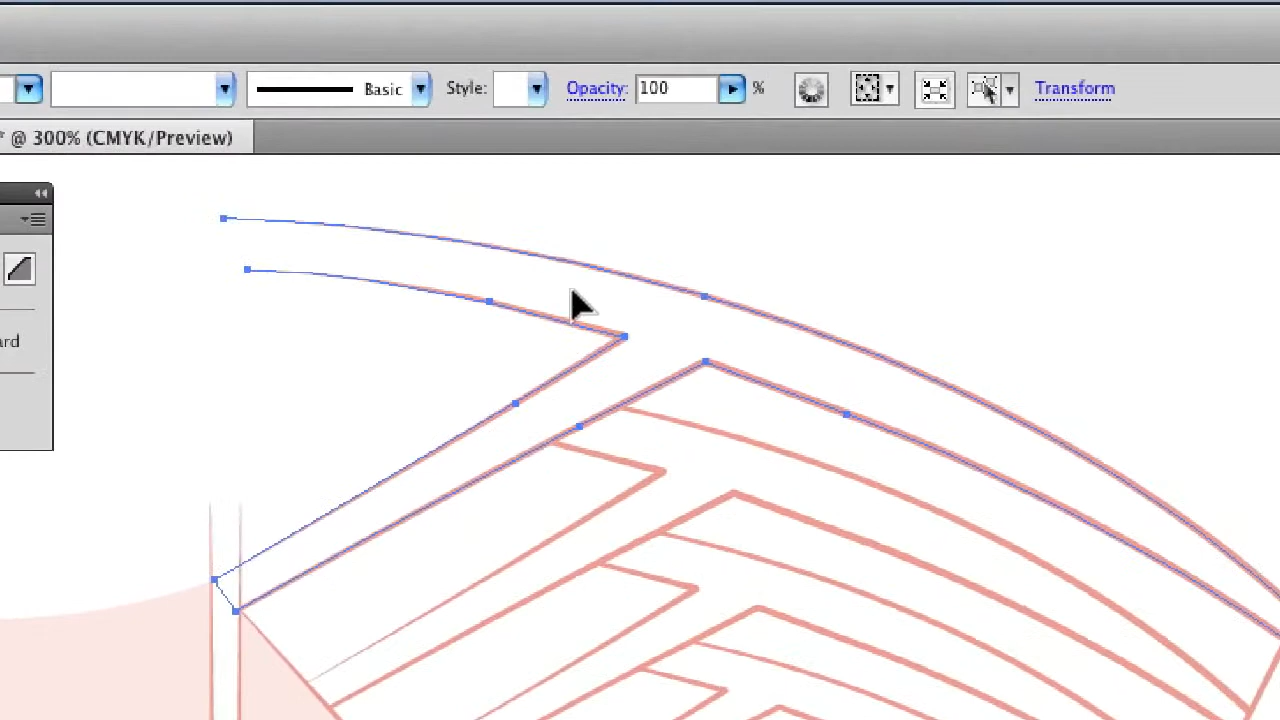 Basic Style: Opacity: 100 % Transform
* @ 300% (CMYK/Preview)
ard